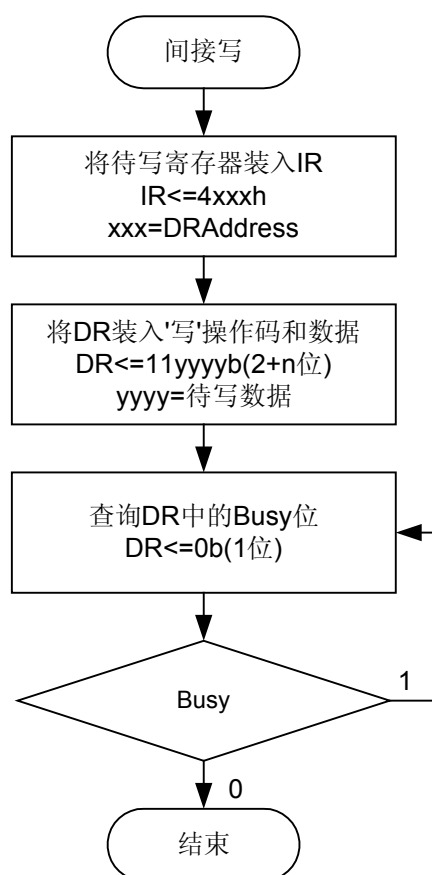 间接写
将待写寄存器装入IR
IR<=4xxxh
xxx=DRAddress
将DR装入'写'操作码和数据
DR<=11yyyyb(2+n位)
yyyy=待写数据
查询DR中的Busy位
DR<=0b(1位)
Busy
1
0
结束